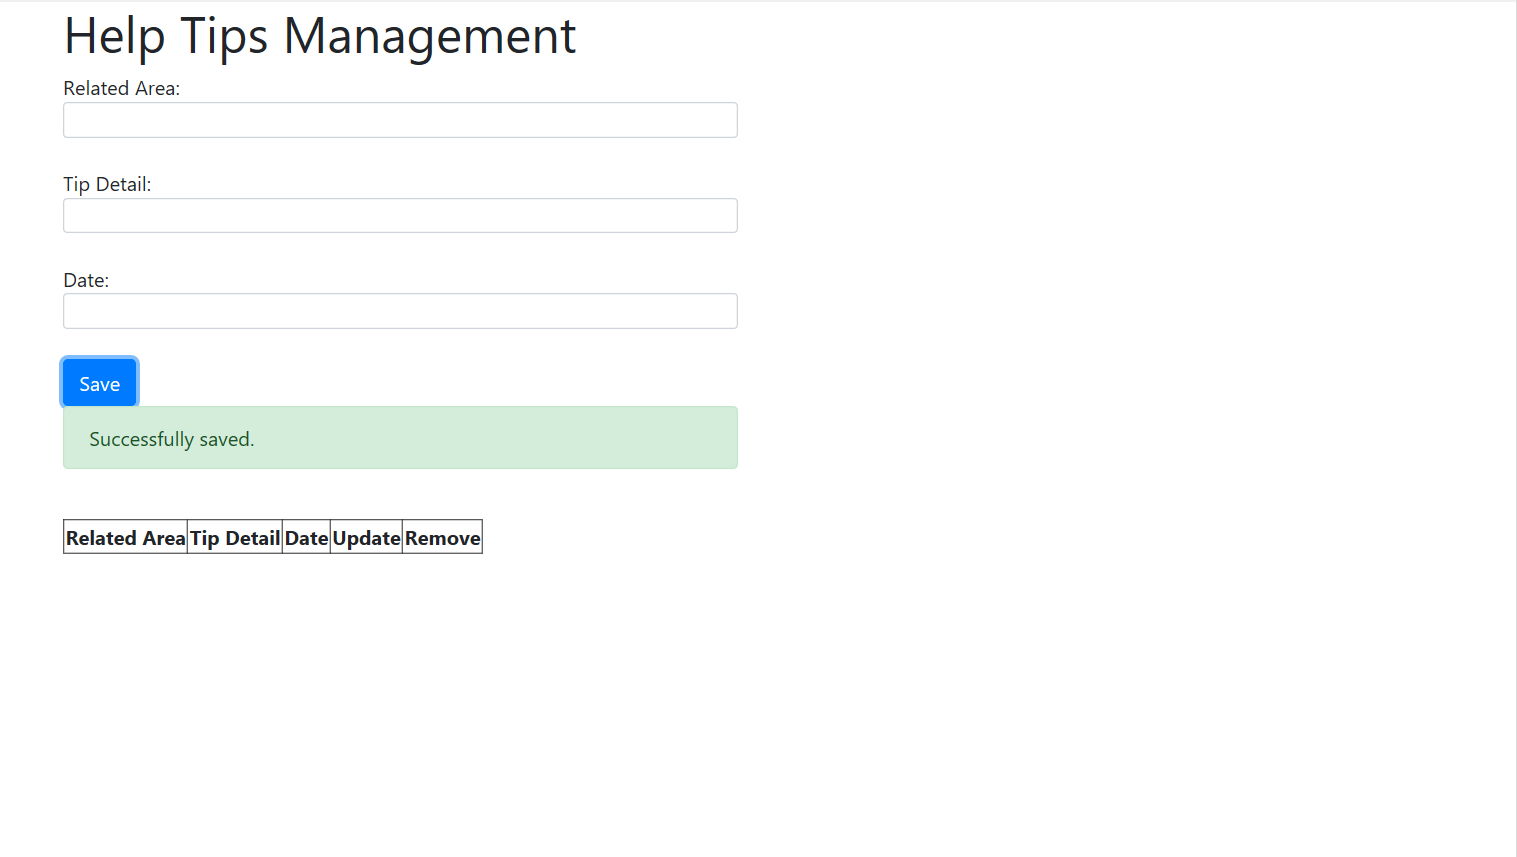 Help Tips Management
Related Area:
Tip Detail:
Date:
Save
Successfully saved.
Related Area Tip Detail Date Update Remove